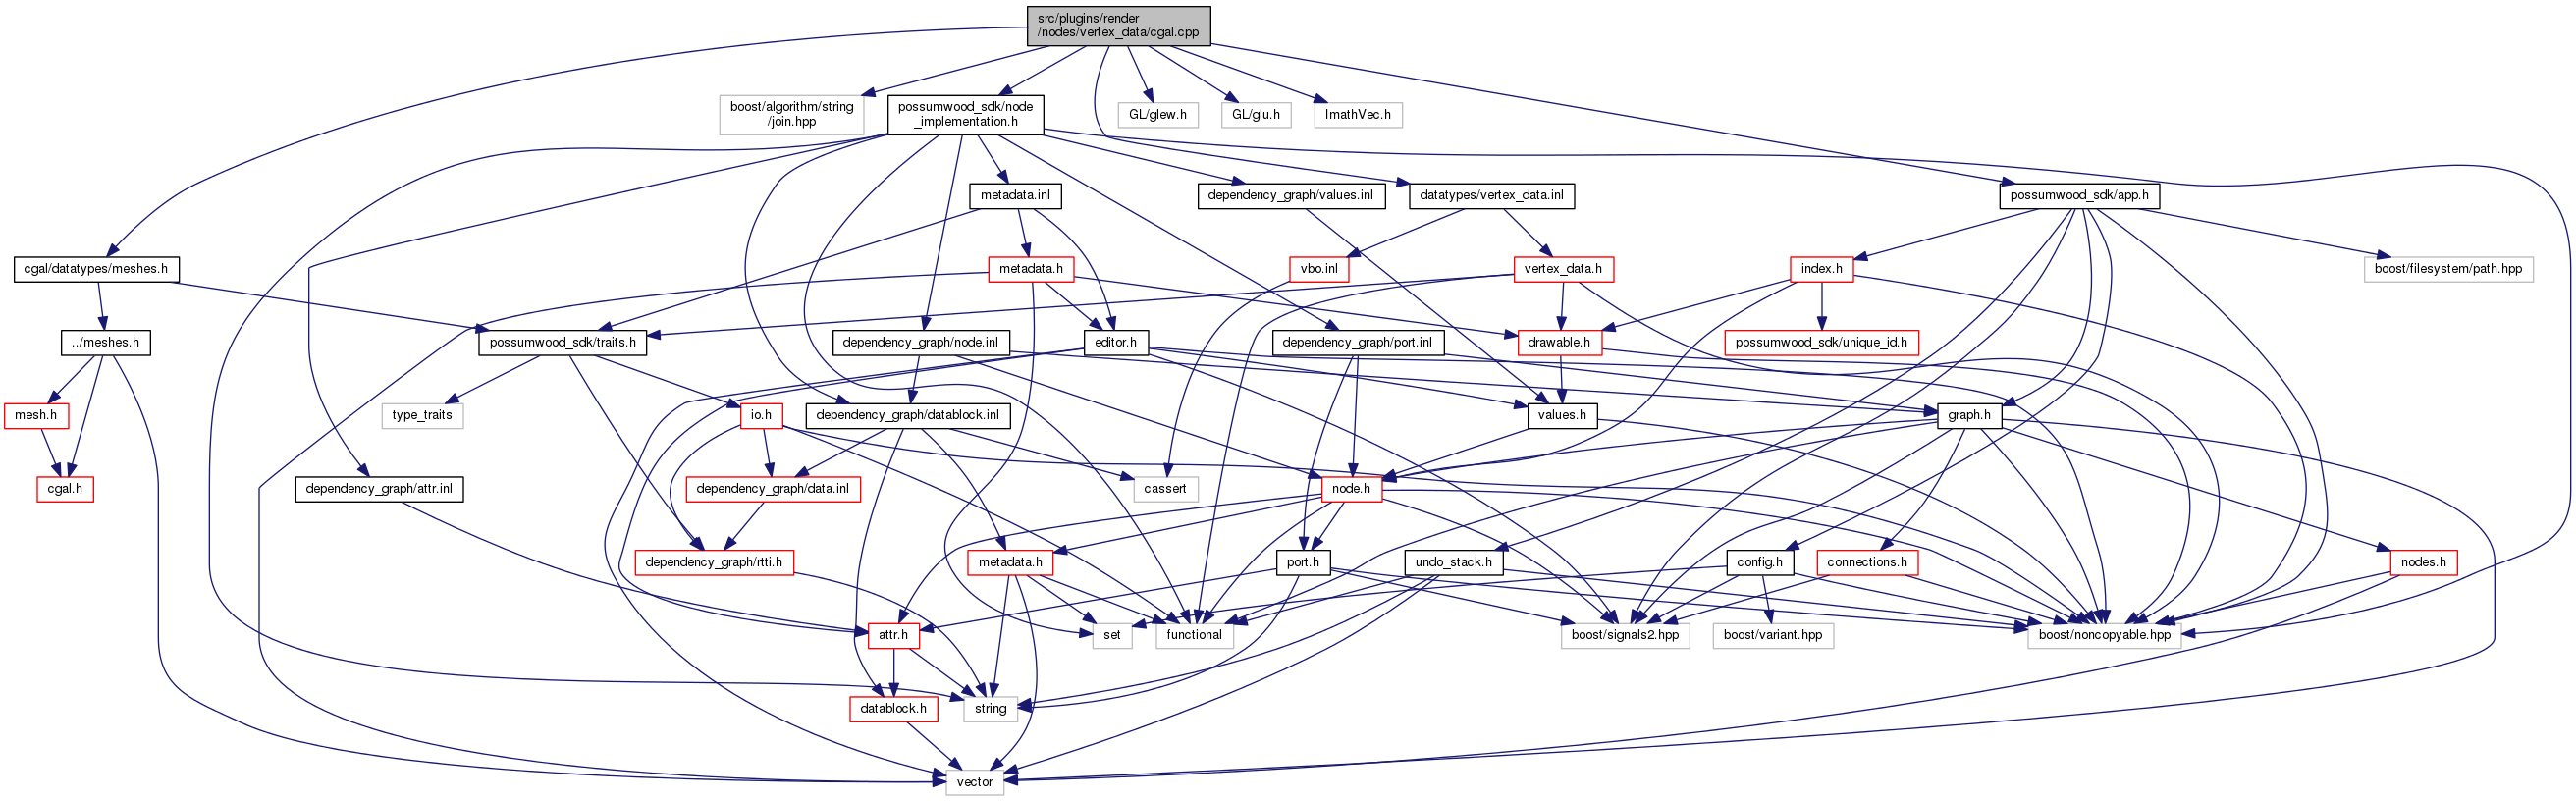 src/plugins/render
/nodes/vertex_data/cgal.cpp
boost/algorithm/string
/join.hpp
possumwood_sdk/node
_implementation.h
GL/glew.h
GL/glu.h
ImathVec.h
metadata.inl
dependency_graph/values.inl
datatypes/vertex_data.inl
possumwood_sdk/app.h
cgal/datatypes/meshes.h
metadata.h
vbo.inl
vertex_data.h
index.h
boost/filesystem/path.hpp
../meshes.h
possumwood_sdk/traits.h
dependency_graph/node.inl
editor.h
dependency_graph/port.inl
drawable.h
possumwood_sdk/unique_id.h
mesh.h
type_traits
io.h
dependency_graph/datablock.inl
values.h
graph.h
cgal.h
dependency_graph/attr.inl
dependency_graph/data.inl
cassert
node.h
dependency_graph/rtti.h
metadata.h
port.h
undo_stack.h
config.h
connections.h
nodes.h
attr.h
set
functional
boost/signals2.hpp
boost/variant.hpp
boost/noncopyable.hpp
datablock.h
string
vector